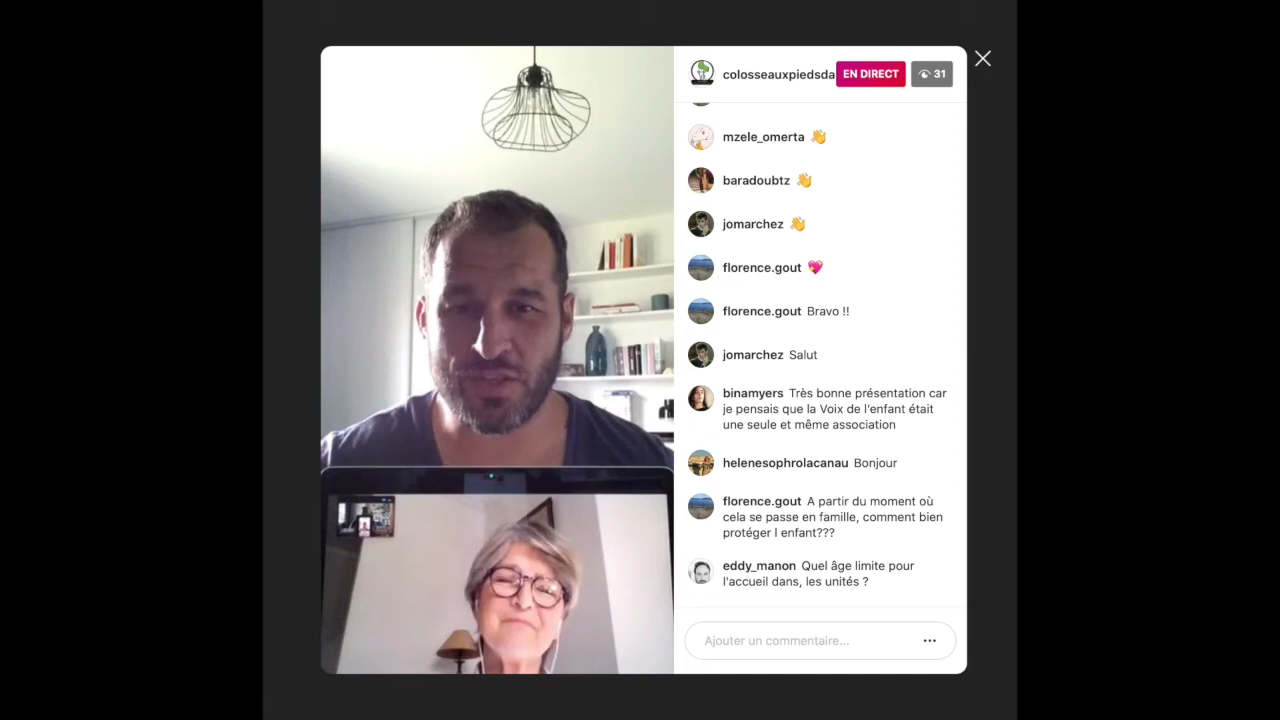 colosseauxpiedsda
EN DIRECT
31
mzele_omerta 👋
baradoubtz 👋
jomarchez 👋
florence.gout 💖
florence.gout Bravo !!
jomarchez Salut
binamyers Très bonne présentation car
je pensais que la Voix de l'enfant était
une seule et même association
helenesophrolacanau Bonjour
florence.gout A partir du moment où
cela se passe en famille, comment bien
protéger l enfant???
eddy_manon Quel âge limite pour
l'accueil dans, les unités ?
Ajouter un commentaire...